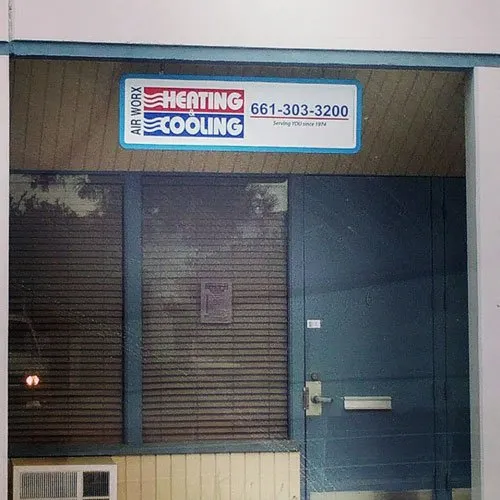 AIR WORX
HEATING
&
COOLING
661-303-3200
Serving YOU since 1974